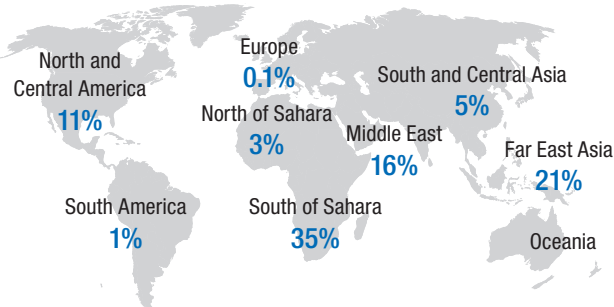 North and
Central America
11%
Europe
0.1%
South and Central Asia
5%
North of Sahara
3%
Middle East
16%
Far East Asia
21%
South America
1%
South of Sahara
35%
Oceania